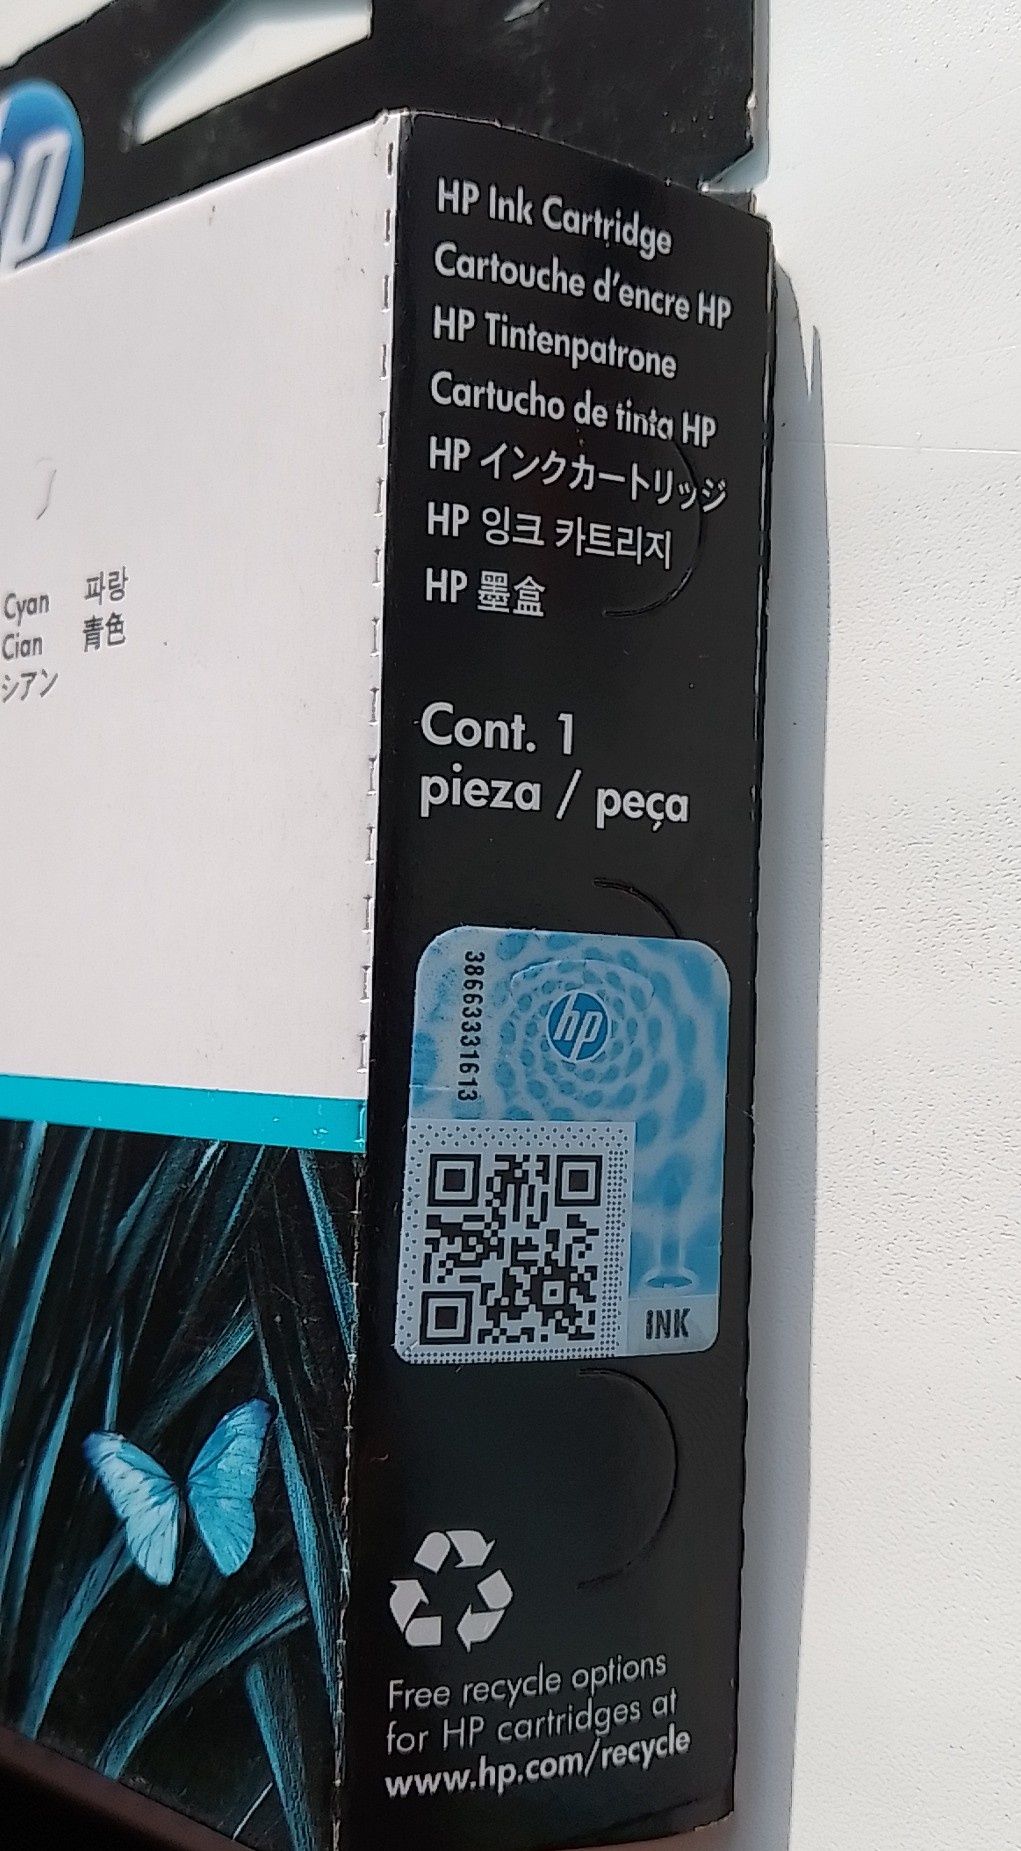 hp
Cyan 파랑
Cian 青色
シアン
HP Ink Cartridge
Cartouche d'encre HP
HP Tintenpatrone
Cartucho de tinta HP
HP インクカートリッジ
HP 잉크 카트리지
HP 墨盒
Cont. 1
pieza / peça
38663331613
hp
INK
Free recycle options
for HP cartridges at
www.hp.com/recycle